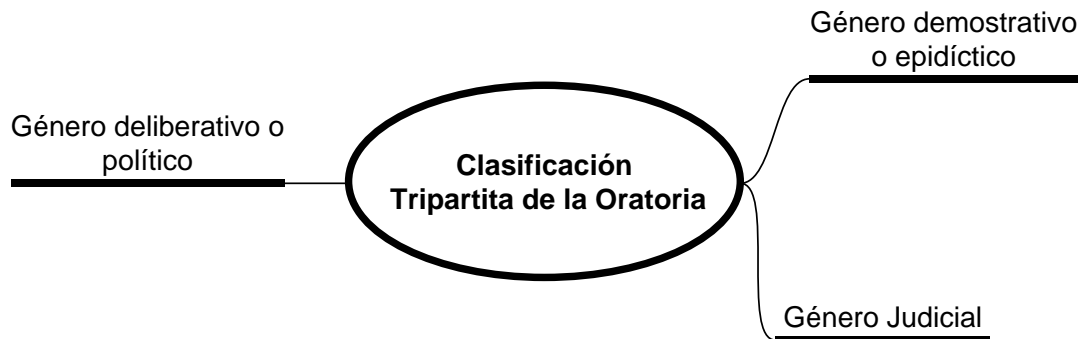 Género demostrativo
o epidíctico
Género deliberativo o
político
Clasificación
Tripartita de la Oratoria
Género Judicial